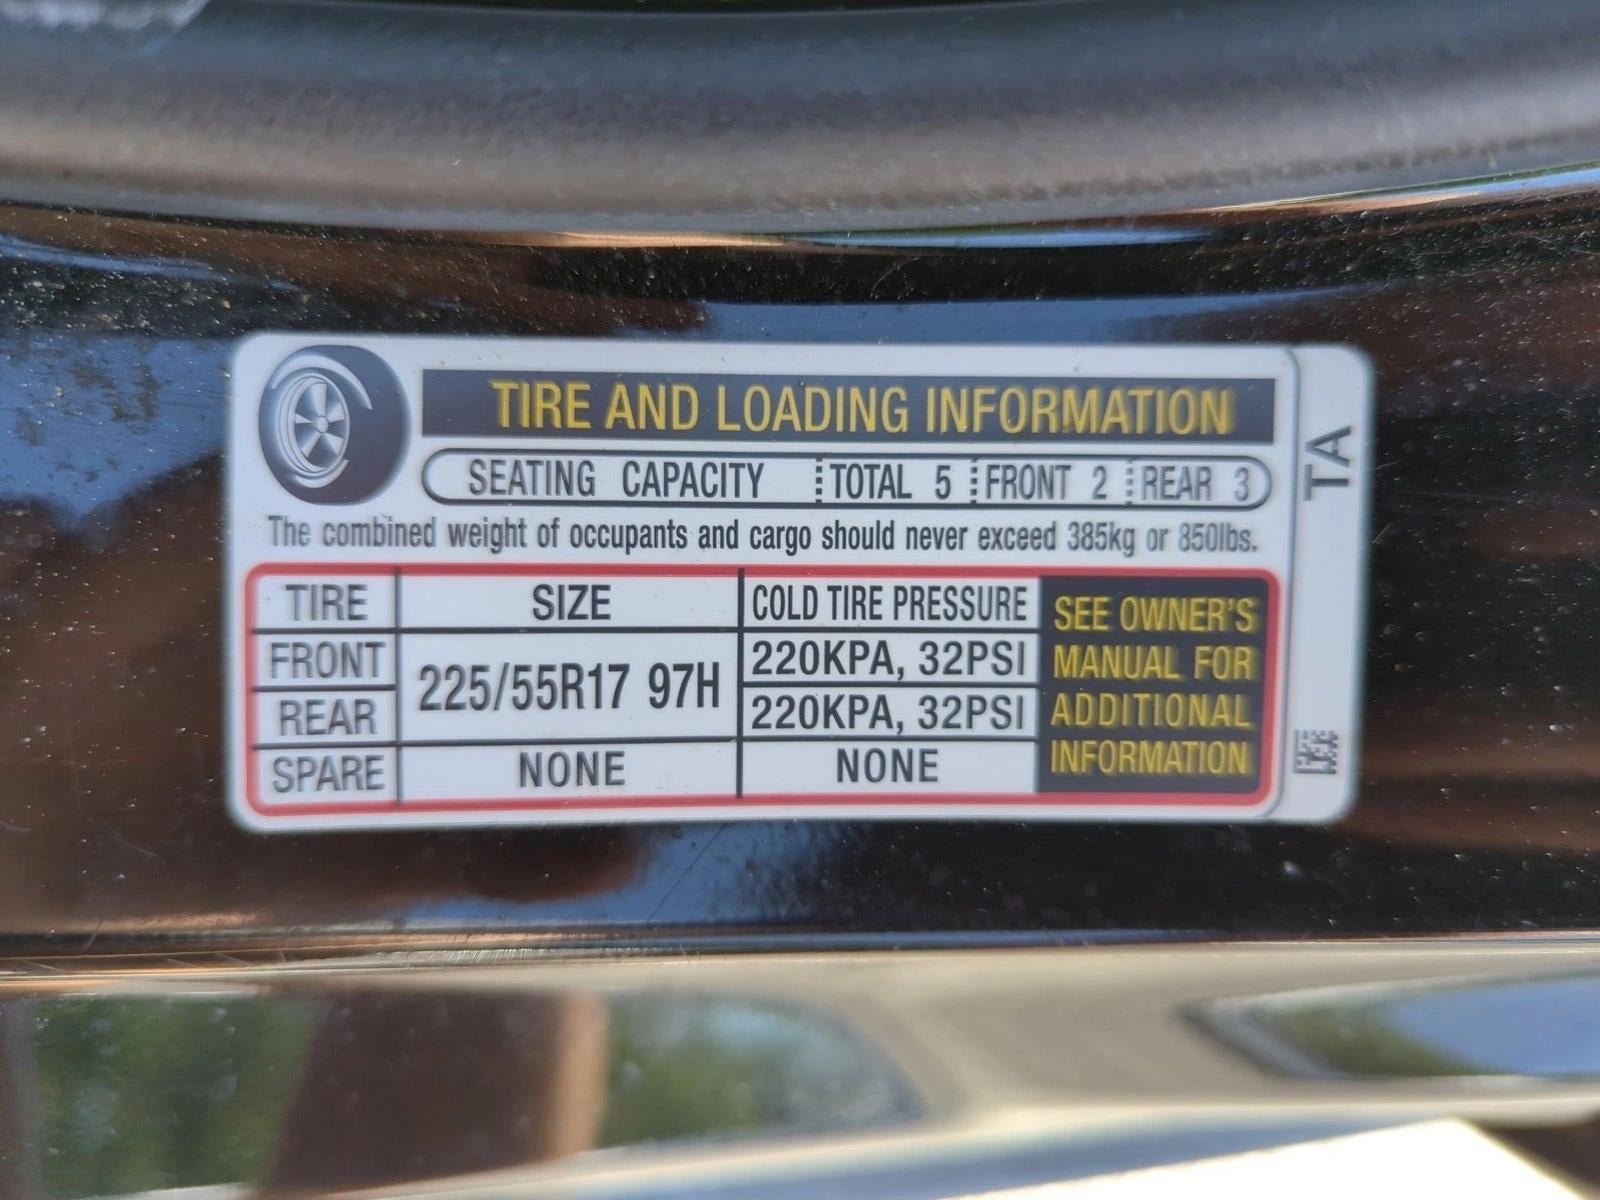 TIRE AND LOADING INFORMATION
SEATING CAPACITY TOTAL 5 FRONT 2 REAR 3
The combined weight of occupants and cargo should never exceed 385kg or 850lbs.
TIRE SIZE COLD TIRE PRESSURE
FRONT 225/55R17 97H 220KPA, 32PSI
REAR 220KPA, 32PSI
SPARE NONE NONE
SEE OWNER'S
MANUAL FOR
ADDITIONAL
INFORMATION
TA